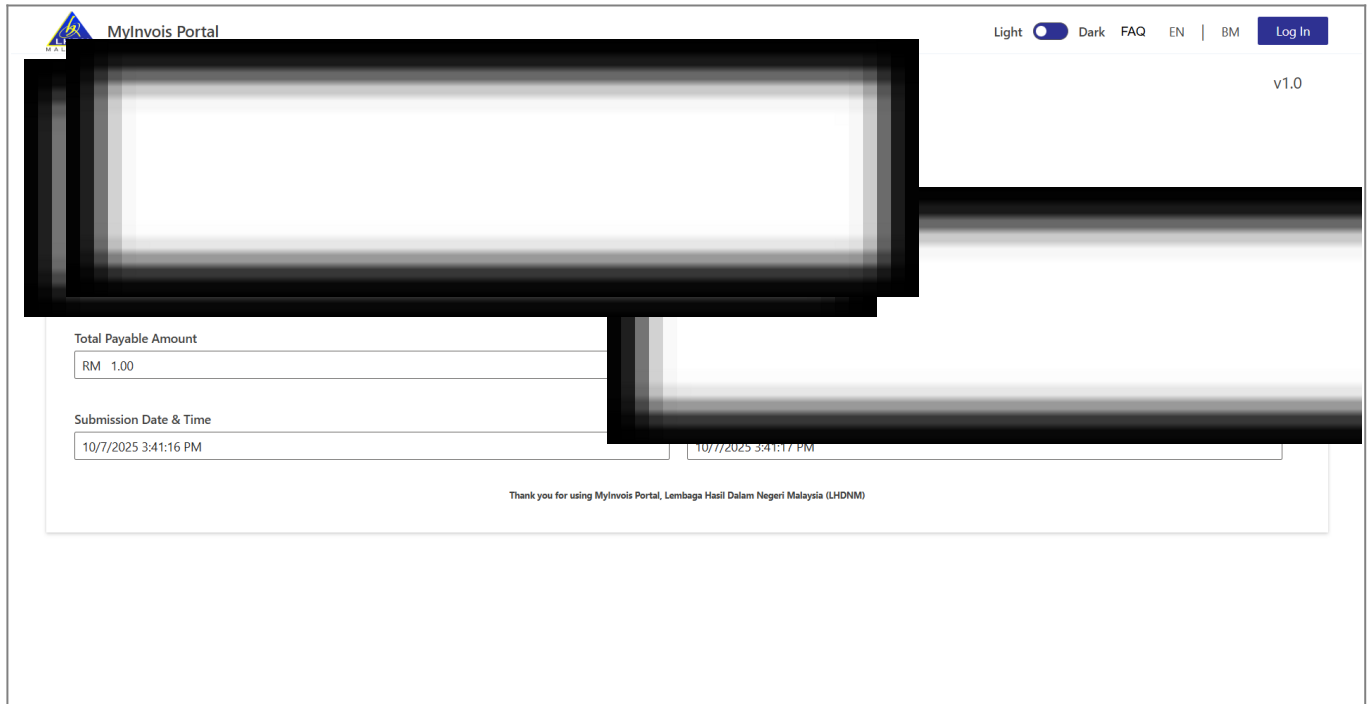 MyInvois Portal
Light Dark FAQ EN | BM Log In
v1.0
Total Payable Amount
RM 1.00
Submission Date & Time
10/7/2025 3:41:16 PM
10/7/2025 3:41:17 PM
Thank you for using MyInvois Portal, Lembaga Hasil Dalam Negeri Malaysia (LHDNM)